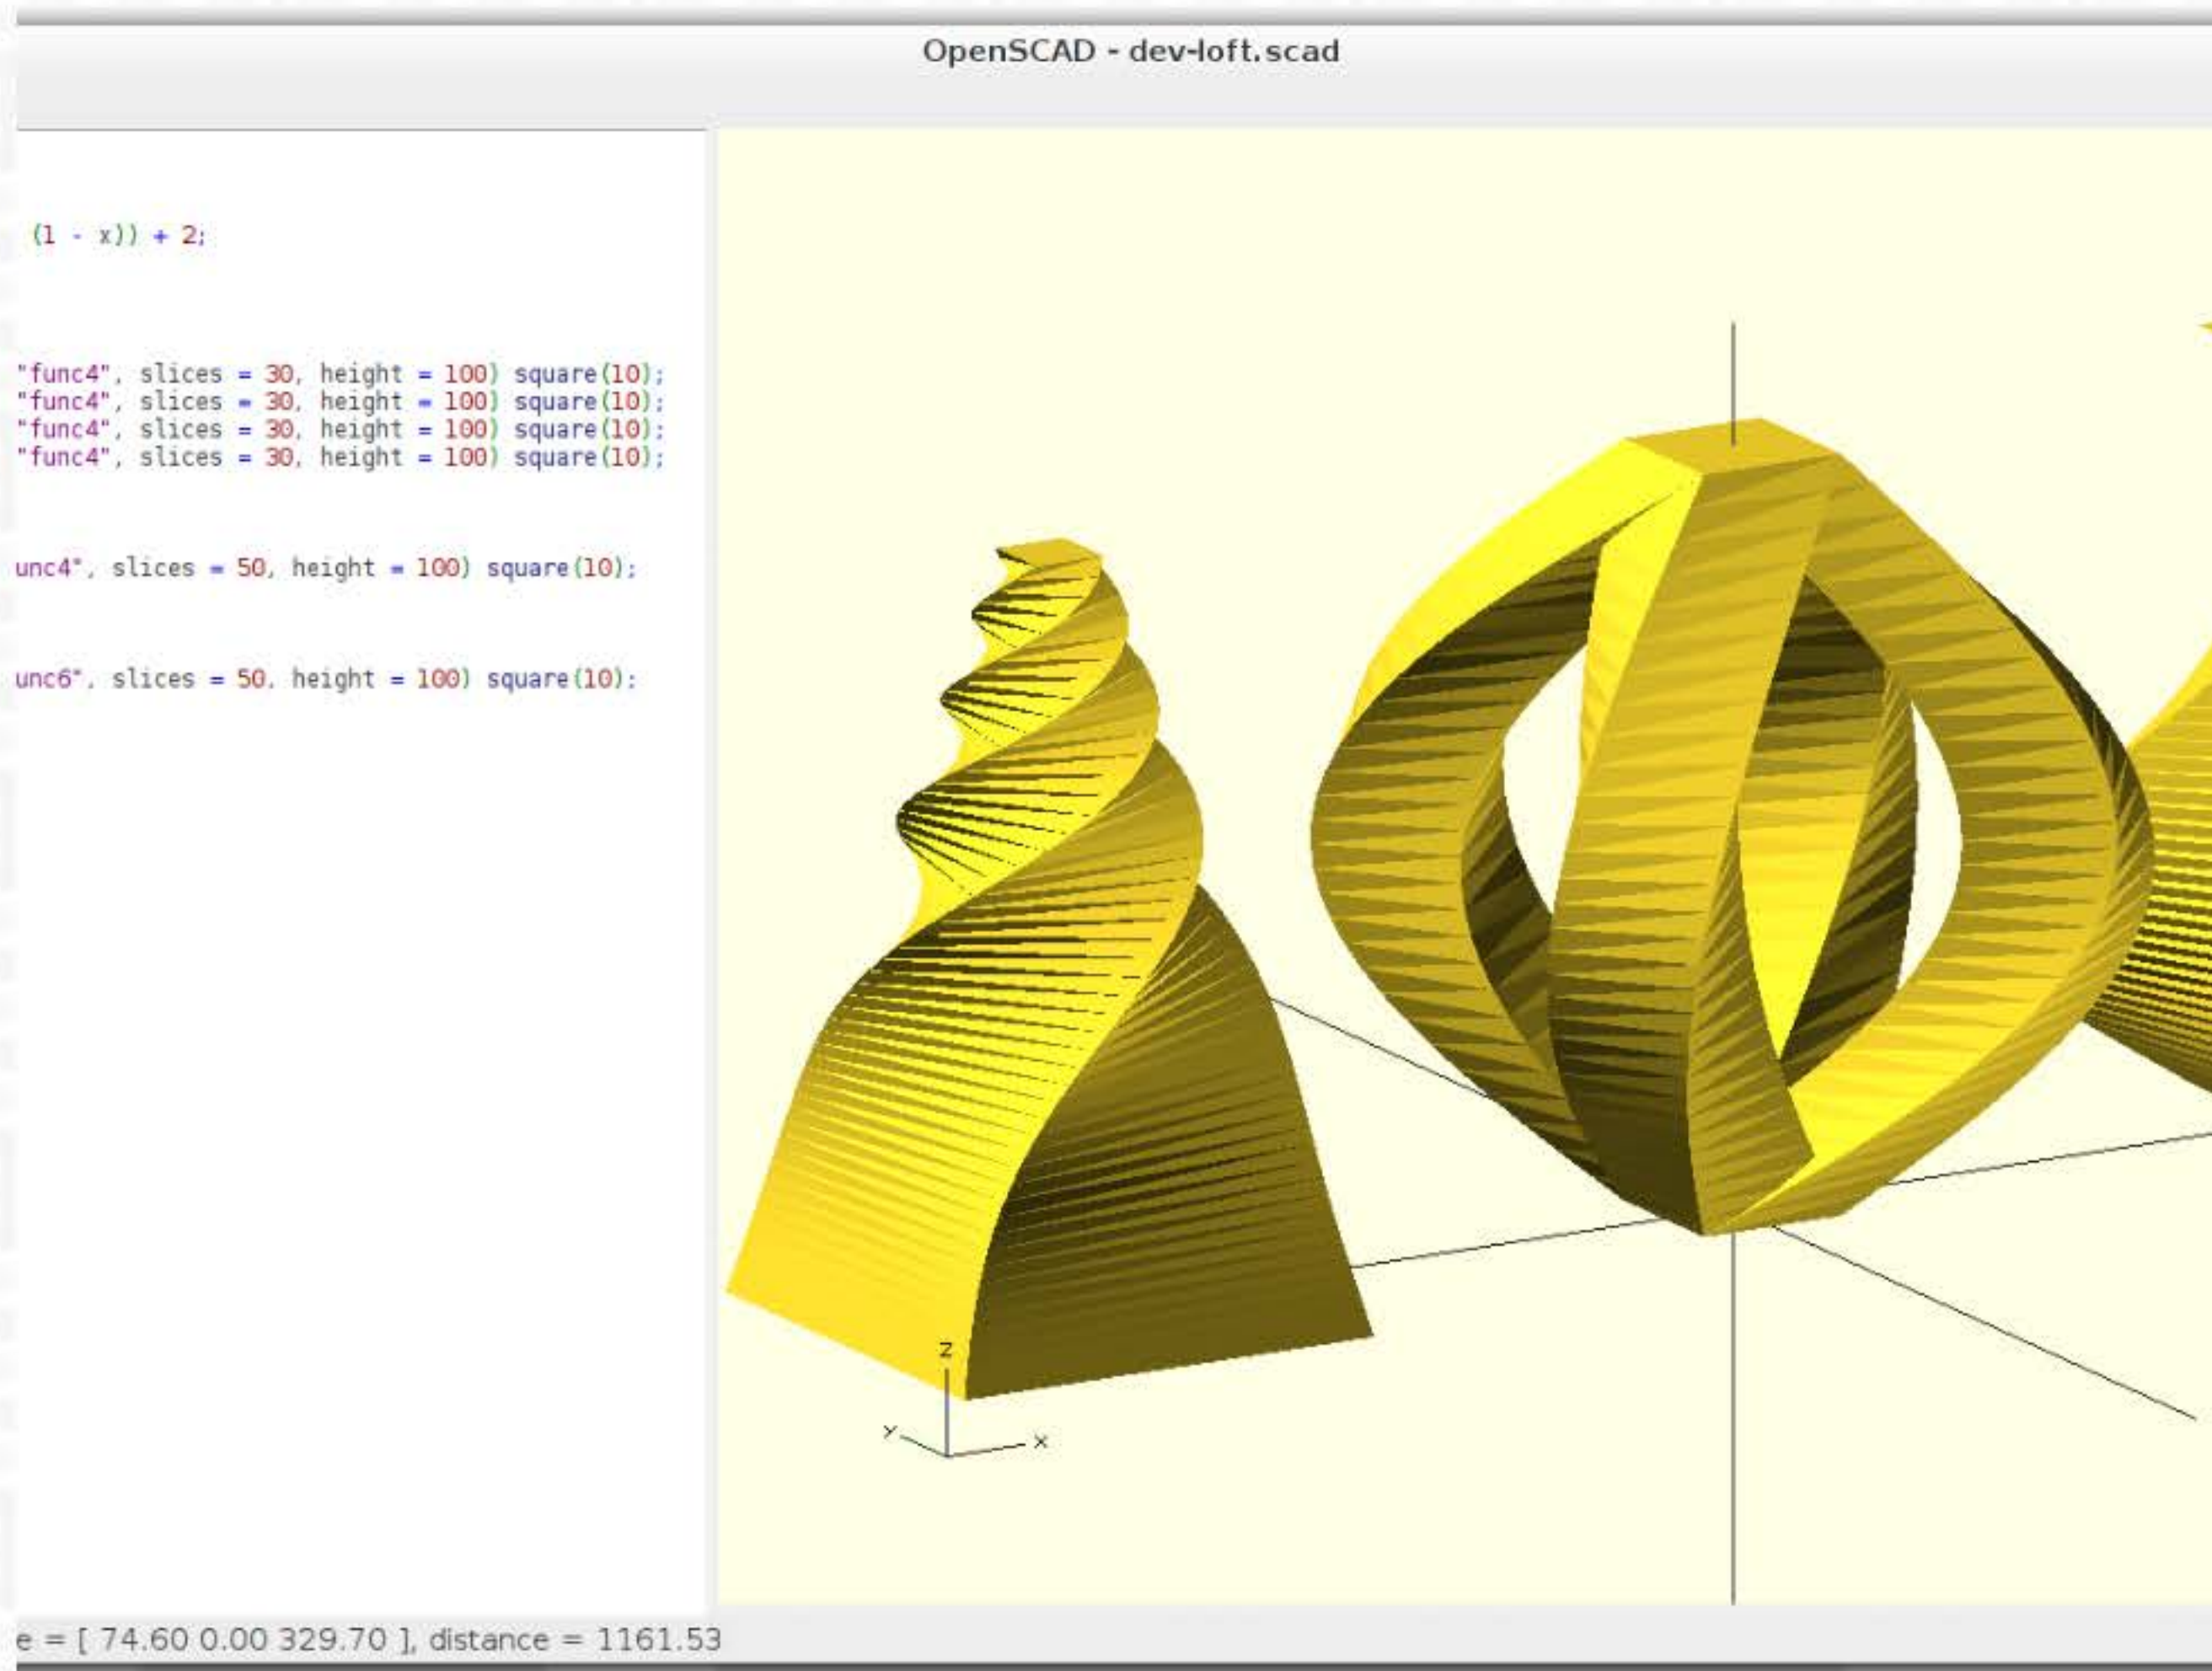 OpenSCAD - dev-loft.scad
(1 - x)) + 2;
"func4", slices = 30, height = 100) square(10);
"func4", slices = 30, height = 100) square(10);
"func4", slices = 30, height = 100) square(10);
"func4", slices = 30, height = 100) square(10);
unc4", slices = 50, height = 100) square(10);
unc6", slices = 50, height = 100) square(10);
z
y
x
e = [ 74.60 0.00 329.70 ], distance = 1161.53